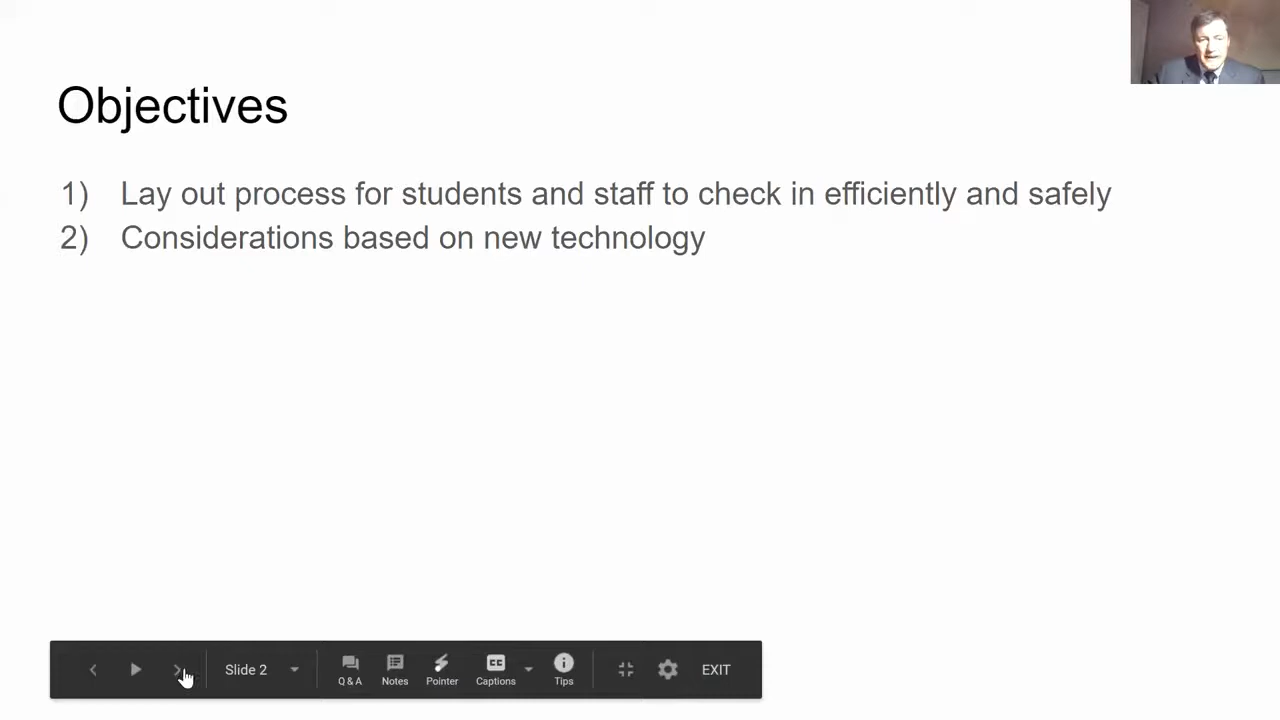 Objectives
1) Lay out process for students and staff to check in efficiently and safely
2) Considerations based on new technology
Slide 2 Q & A Notes Pointer CC Captions Tips EXIT